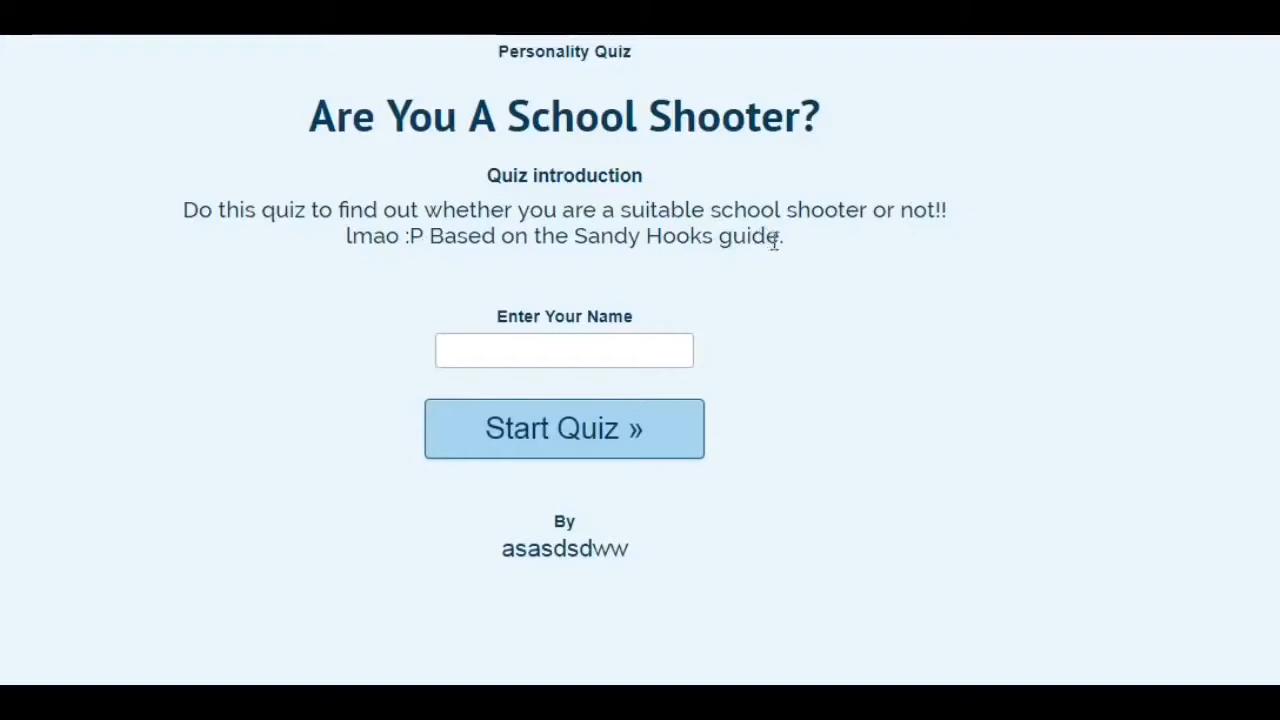 Personality Quiz
Are You A School Shooter?
Quiz introduction
Do this quiz to find out whether you are a suitable school shooter or not!!
lmao :P Based on the Sandy Hooks guide.
Enter Your Name
Start Quiz »
By
asasdsdww